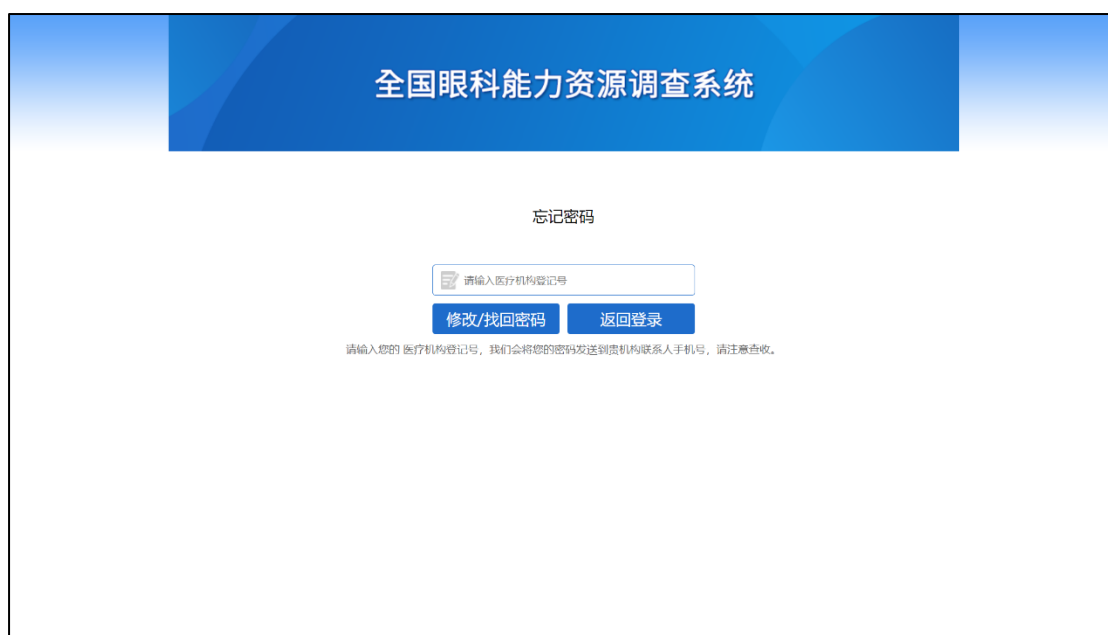 全国眼科能力资源调查系统
忘记密码
请输入医疗机构登记号
修改/找回密码 返回登录
请输入您的 医疗机构登记号，我们会将您的密码发送到贵机构联系人手机号，请注意查收。